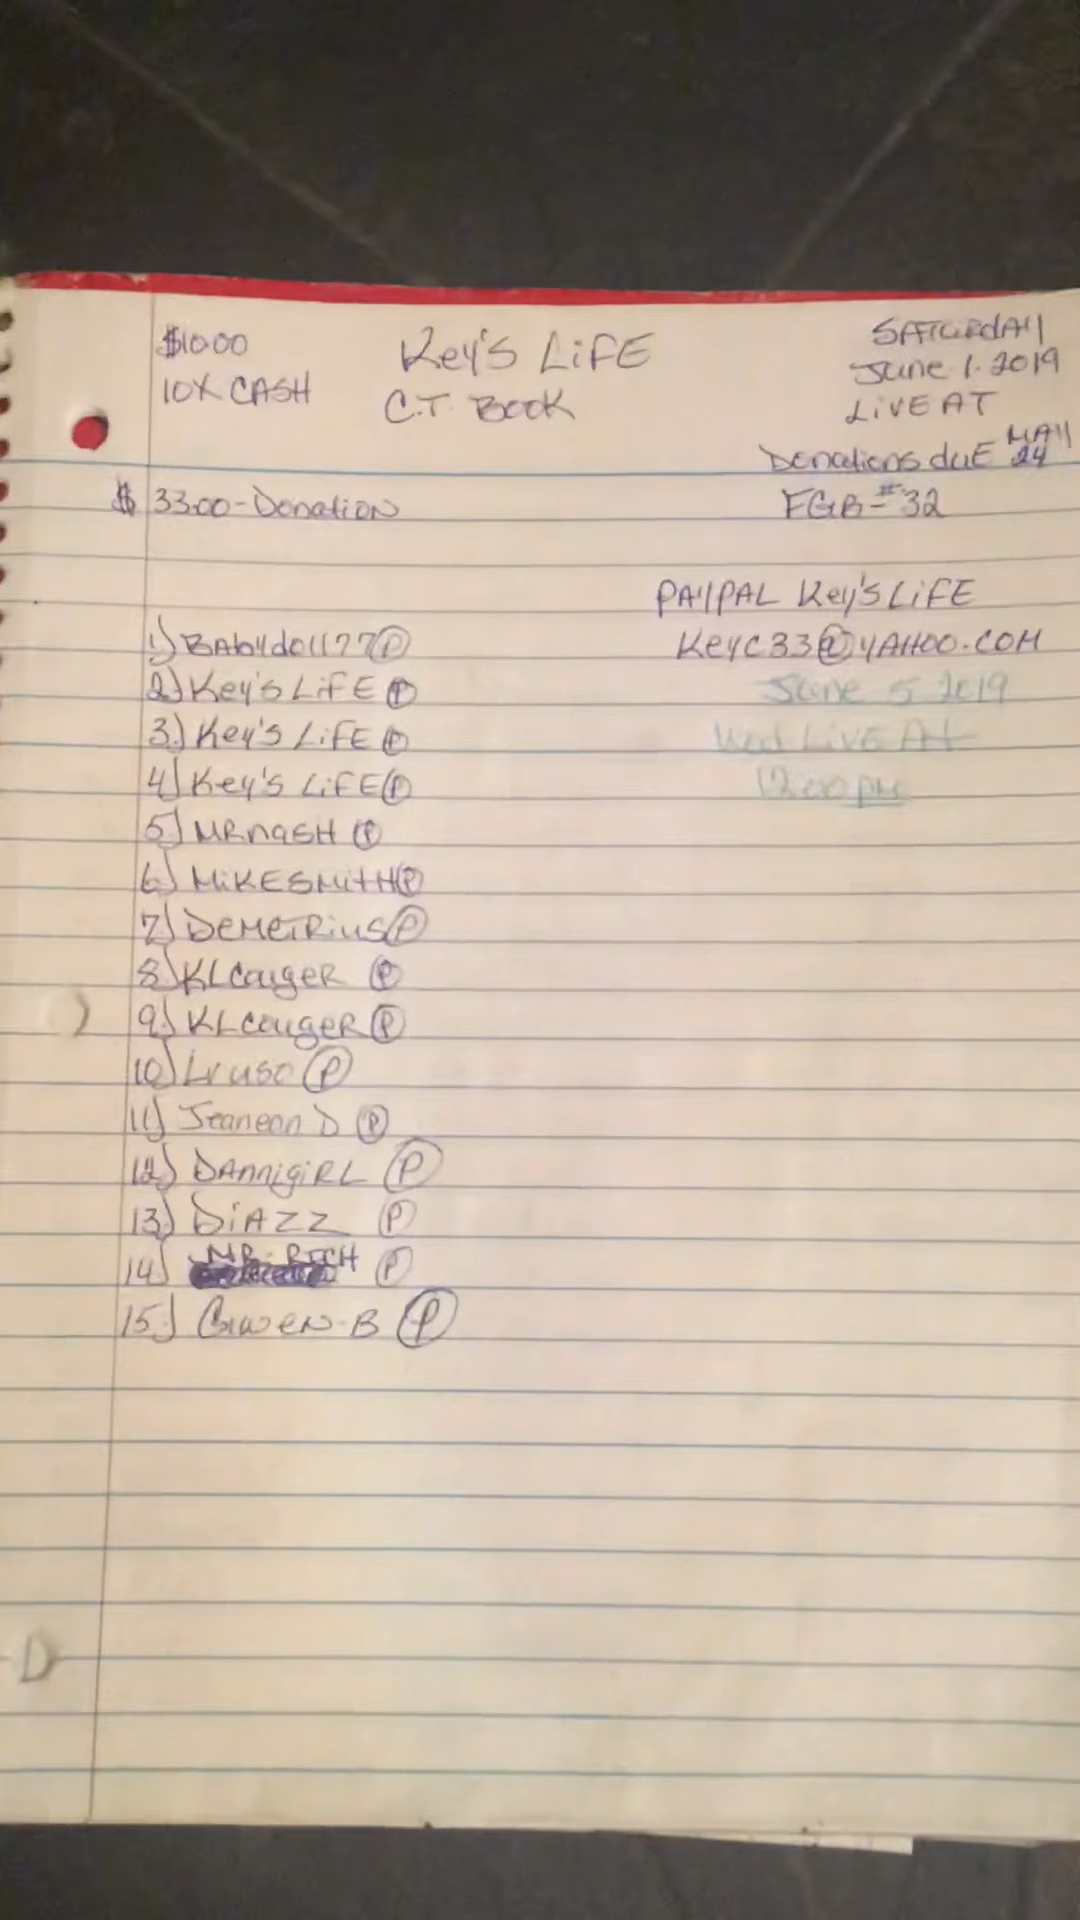 $10.00
10X CASH
Key's LiFE
C.T. BOOK
SATURDAY
June 1. 2019
LiVE AT
Donations due MAY 24
$ 33.00-Donation
FGB-#32
PAYPAL Key's LiFE
KeyC33@YAHOO.COM
June 5 2019
Wed LiVE At
12:00 pm
1) BAbydoll77 P
2) Key's LiFE P
3.) Key's LiFE P
4) Key's LiFE P
5) MRnASH P
6) MiKESMitH P
7) DEMETRius P
8) KLcouger P
9) KLcouger P
10) Lruso P
11) Jeanean D P
12) DAnnigiRL P
13) DiAZZ P
14) MR. RICH P
15.) GWEN-B P